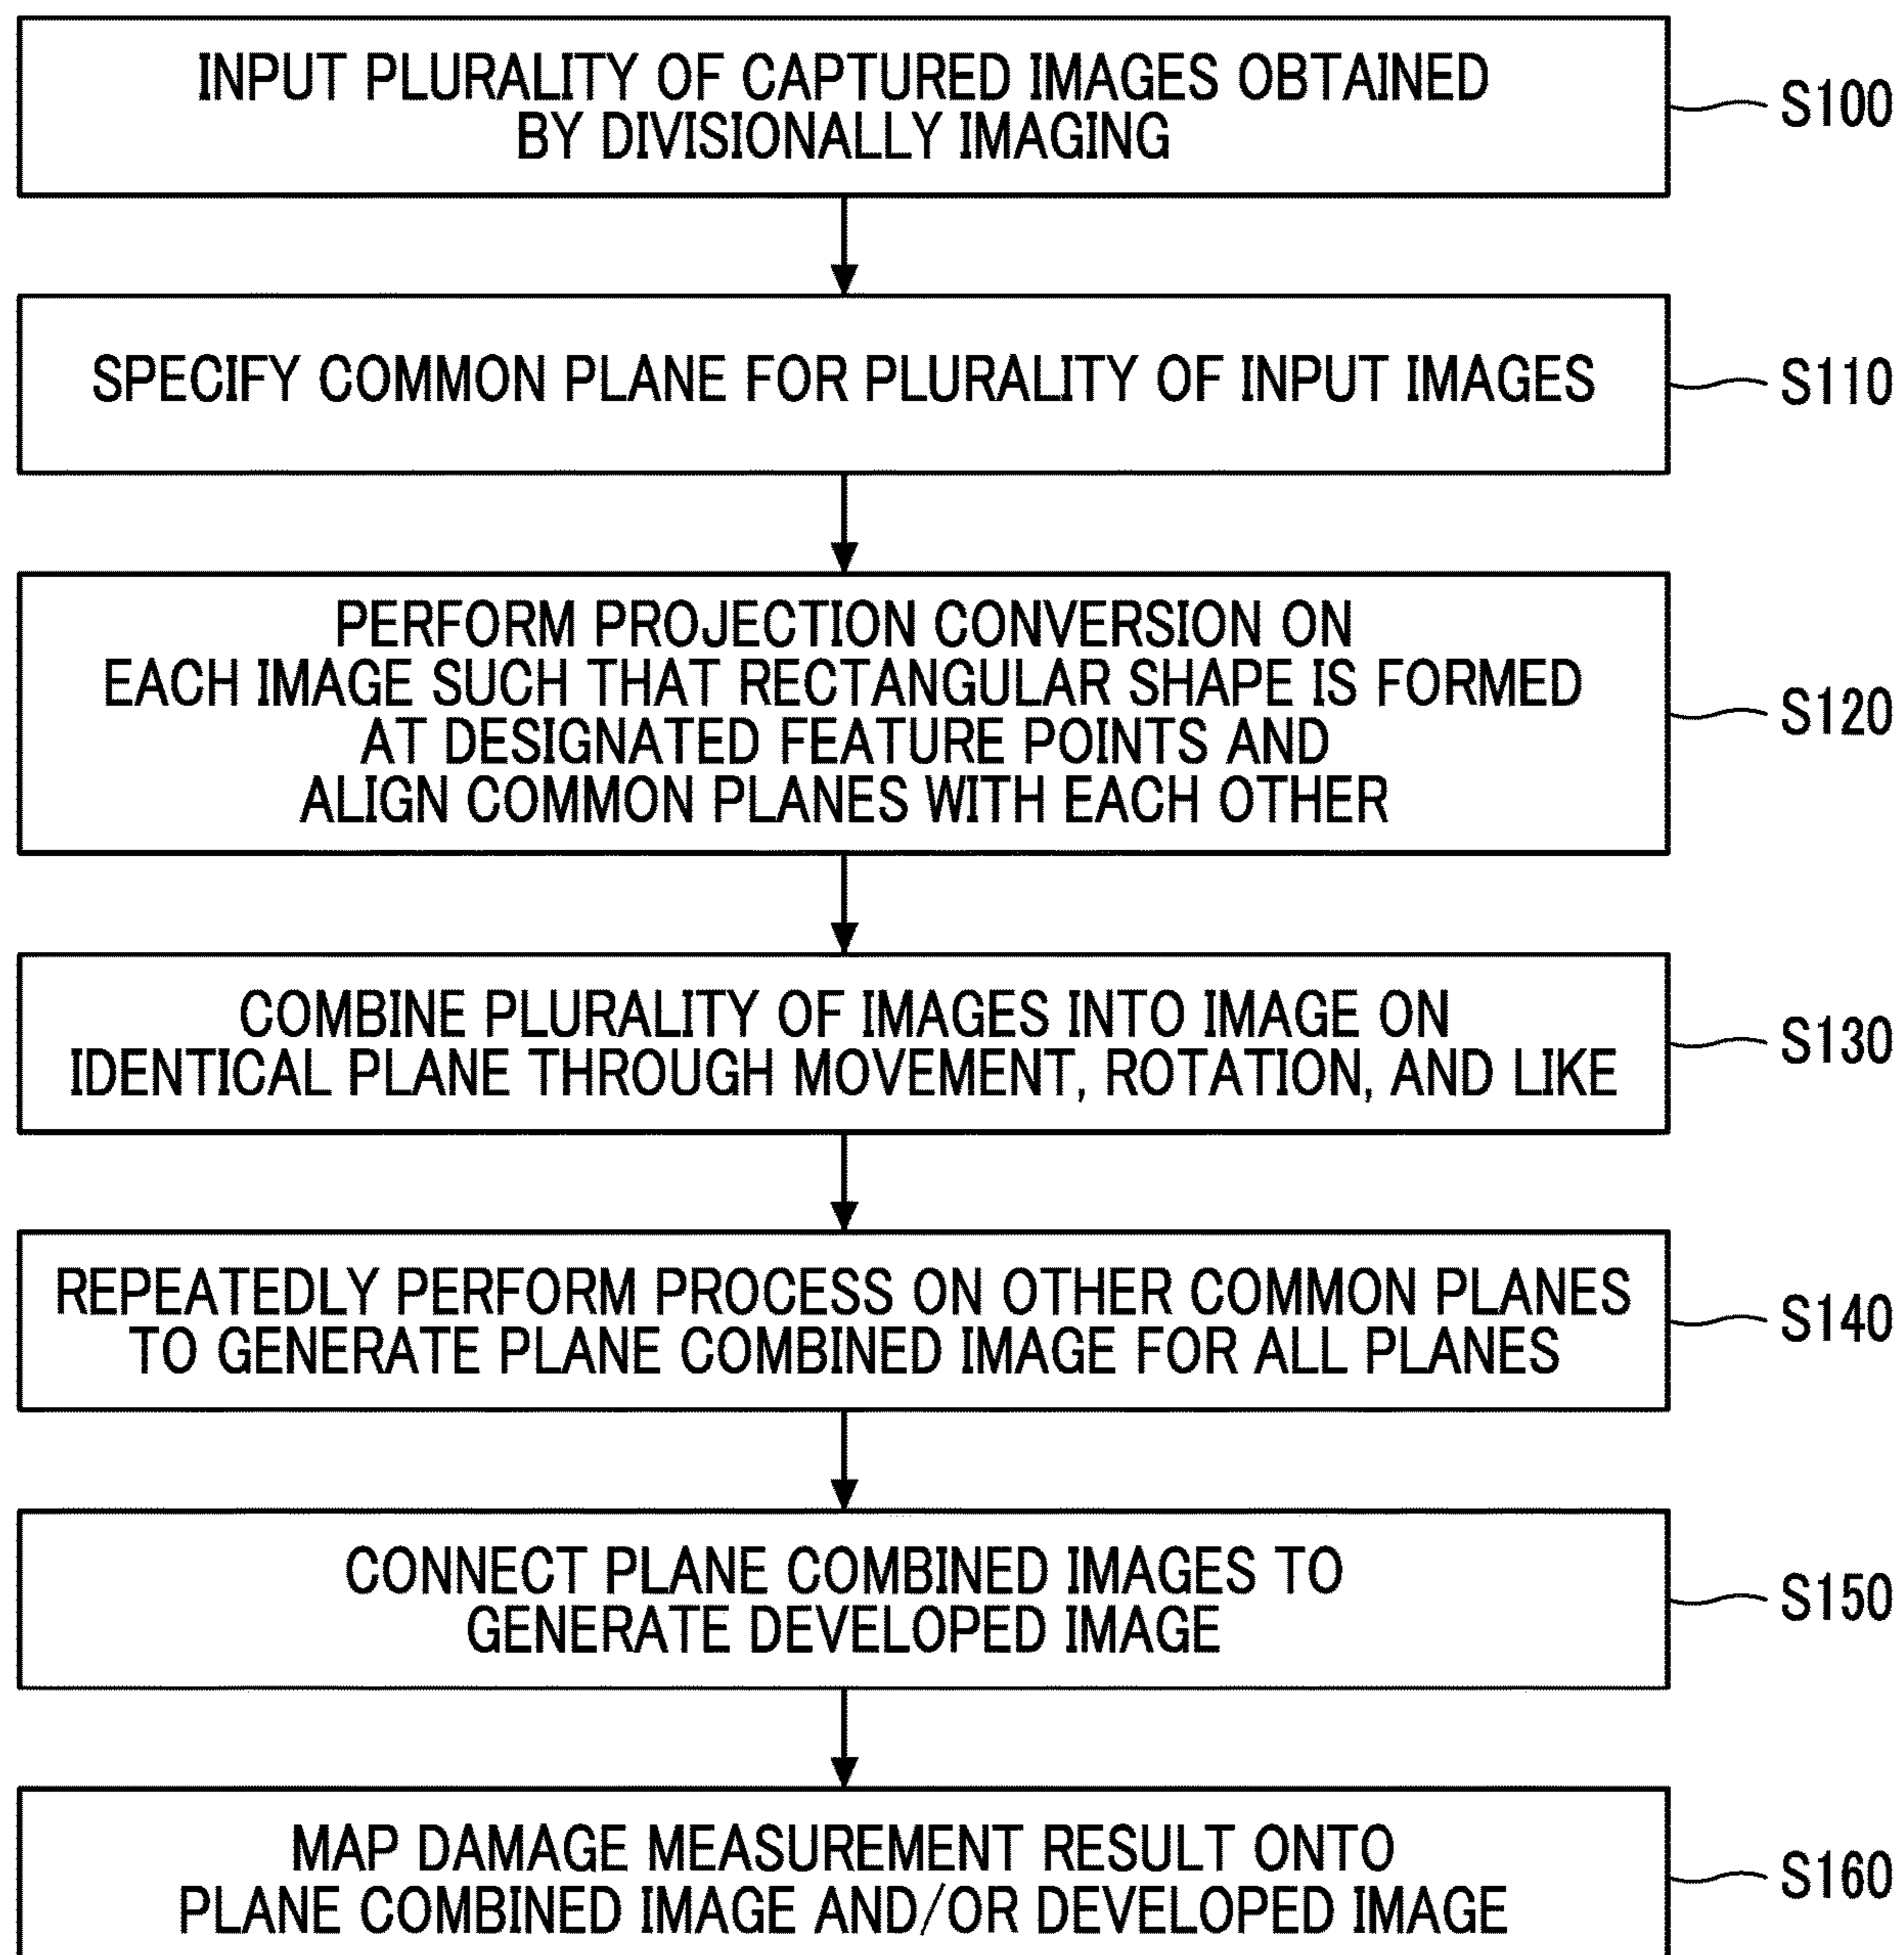 INPUT PLURALITY OF CAPTURED IMAGES OBTAINED
BY DIVISIONALLY IMAGING
S100
SPECIFY COMMON PLANE FOR PLURALITY OF INPUT IMAGES
S110
PERFORM PROJECTION CONVERSION ON
EACH IMAGE SUCH THAT RECTANGULAR SHAPE IS FORMED
AT DESIGNATED FEATURE POINTS AND
ALIGN COMMON PLANES WITH EACH OTHER
S120
COMBINE PLURALITY OF IMAGES INTO IMAGE ON
IDENTICAL PLANE THROUGH MOVEMENT, ROTATION, AND LIKE
S130
REPEATEDLY PERFORM PROCESS ON OTHER COMMON PLANES
TO GENERATE PLANE COMBINED IMAGE FOR ALL PLANES
S140
CONNECT PLANE COMBINED IMAGES TO
GENERATE DEVELOPED IMAGE
S150
MAP DAMAGE MEASUREMENT RESULT ONTO
PLANE COMBINED IMAGE AND/OR DEVELOPED IMAGE
S160